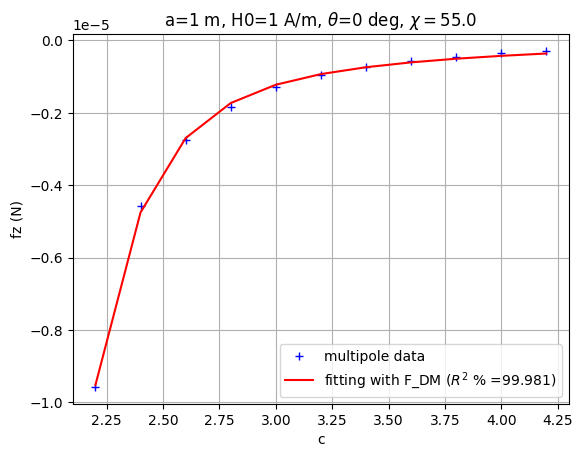 a=1 m, H0=1 A/m, θ=0 deg, χ = 55.0
1e−5
0.0
−0.2
−0.4
−0.6
−0.8
−1.0
fz (N)
multipole data
fitting with F_DM (R² % =99.981)
2.25 2.50 2.75 3.00 3.25 3.50 3.75 4.00 4.25
c